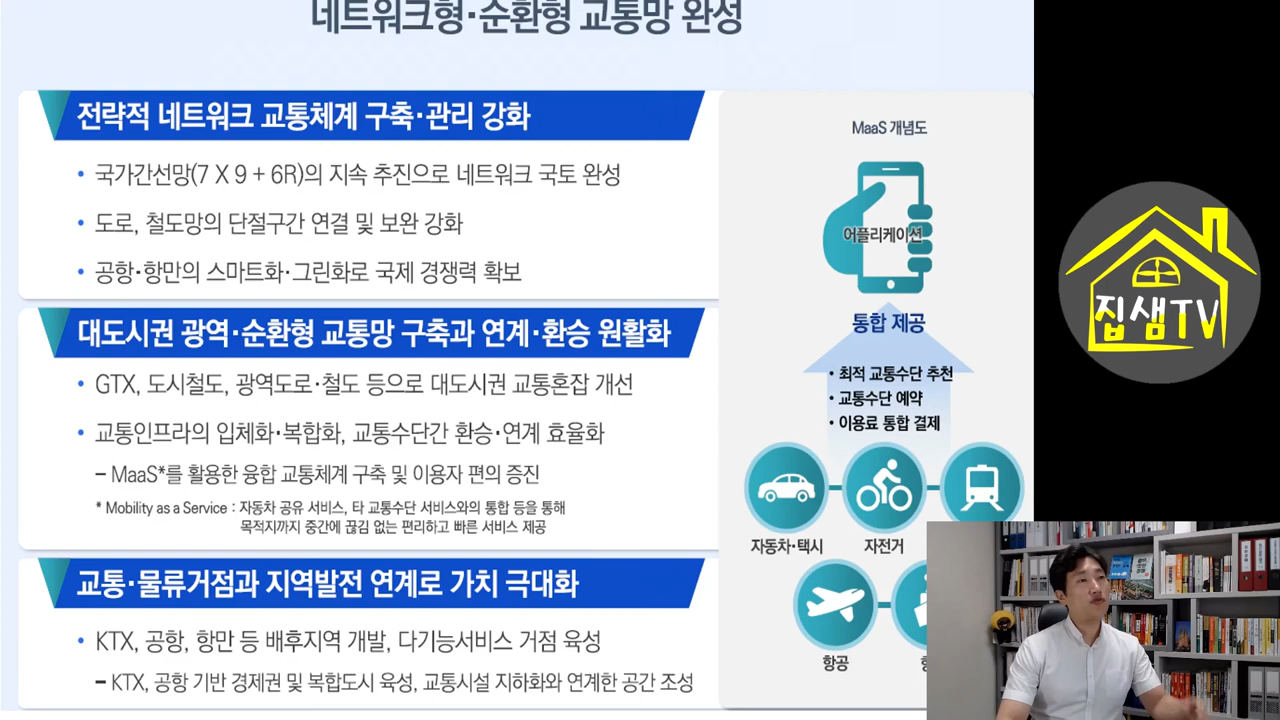 네트워크형·순환형 교통망 완성
전략적 네트워크 교통체계 구축·관리 강화
• 국가간선망(7 X 9 + 6R)의 지속 추진으로 네트워크 국토 완성
• 도로, 철도망의 단절구간 연결 및 보완 강화
• 공항·항만의 스마트화·그린화로 국제 경쟁력 확보
대도시권 광역·순환형 교통망 구축과 연계·환승 원활화
• GTX, 도시철도, 광역도로·철도 등으로 대도시권 교통혼잡 개선
• 교통인프라의 입체화·복합화, 교통수단간 환승·연계 효율화
– MaaS*를 활용한 융합 교통체계 구축 및 이용자 편의 증진
* Mobility as a Service : 자동차 공유 서비스, 타 교통수단 서비스와의 통합 등을 통해
목적지까지 중간에 끊김 없는 편리하고 빠른 서비스 제공
교통·물류거점과 지역발전 연계로 가치 극대화
• KTX, 공항, 항만 등 배후지역 개발, 다기능서비스 거점 육성
– KTX, 공항 기반 경제권 및 복합도시 육성, 교통시설 지하화와 연계한 공간 조성
MaaS 개념도
어플리케이션
통합 제공
• 최적 교통수단 추천
• 교통수단 예약
• 이용료 통합 결제
자동차·택시
자전거
항공
집샘TV